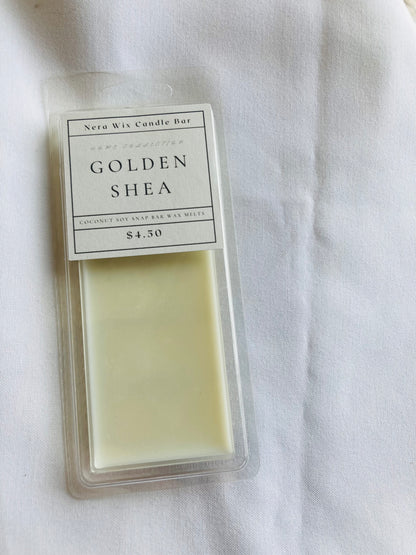 Nera Wix Candle Bar
GOLDEN
SHEA
COCONUT SOY SNAP BAR WAX MELTS
$4.50